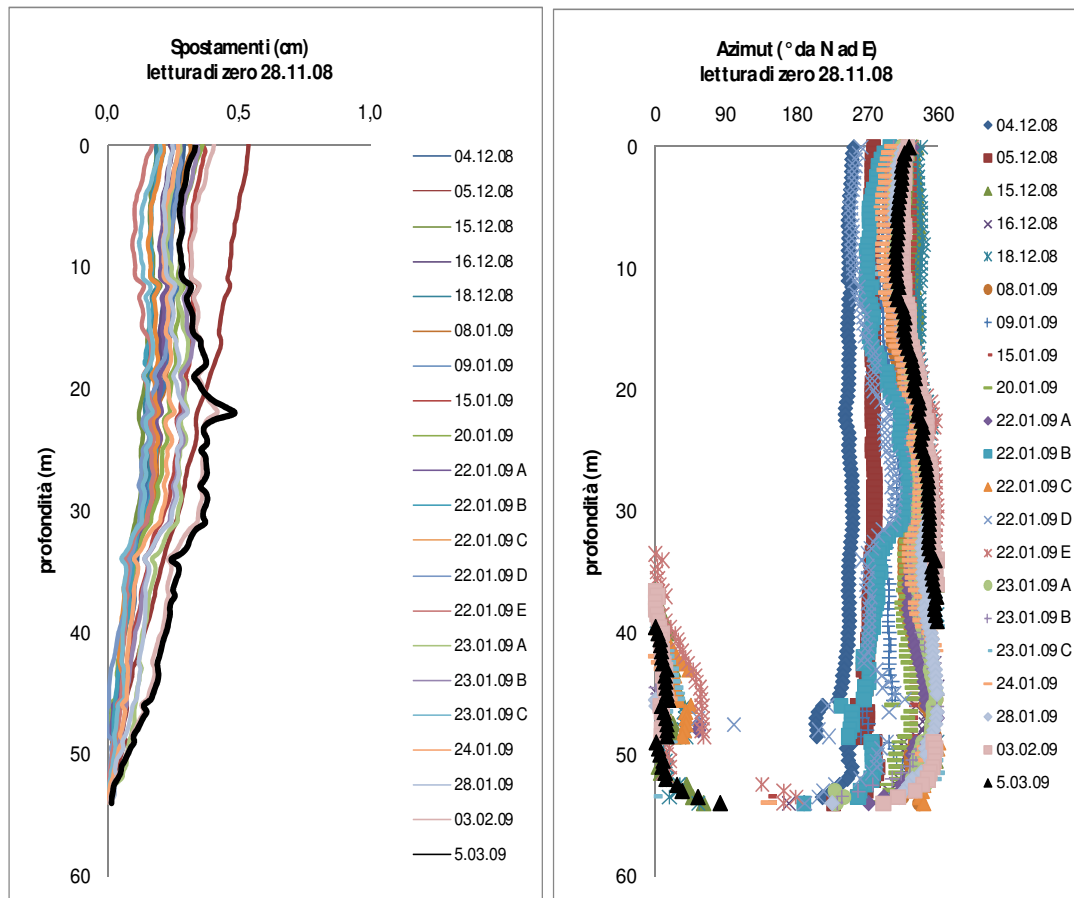 Spostamenti (cm)
lettura di zero 28.11.08
0,0 0,5 1,0
0
10
20
30
40
50
60
profondità (m)
04.12.08
05.12.08
15.12.08
16.12.08
18.12.08
08.01.09
09.01.09
15.01.09
20.01.09
22.01.09 A
22.01.09 B
22.01.09 C
22.01.09 D
22.01.09 E
23.01.09 A
23.01.09 B
23.01.09 C
24.01.09
28.01.09
03.02.09
5.03.09
Azimut (° da N ad E)
lettura di zero 28.11.08
0 90 180 270 360
0
10
20
30
40
50
60
profondità (m)
04.12.08
05.12.08
15.12.08
16.12.08
18.12.08
08.01.09
09.01.09
15.01.09
20.01.09
22.01.09 A
22.01.09 B
22.01.09 C
22.01.09 D
22.01.09 E
23.01.09 A
23.01.09 B
23.01.09 C
24.01.09
28.01.09
03.02.09
5.03.09